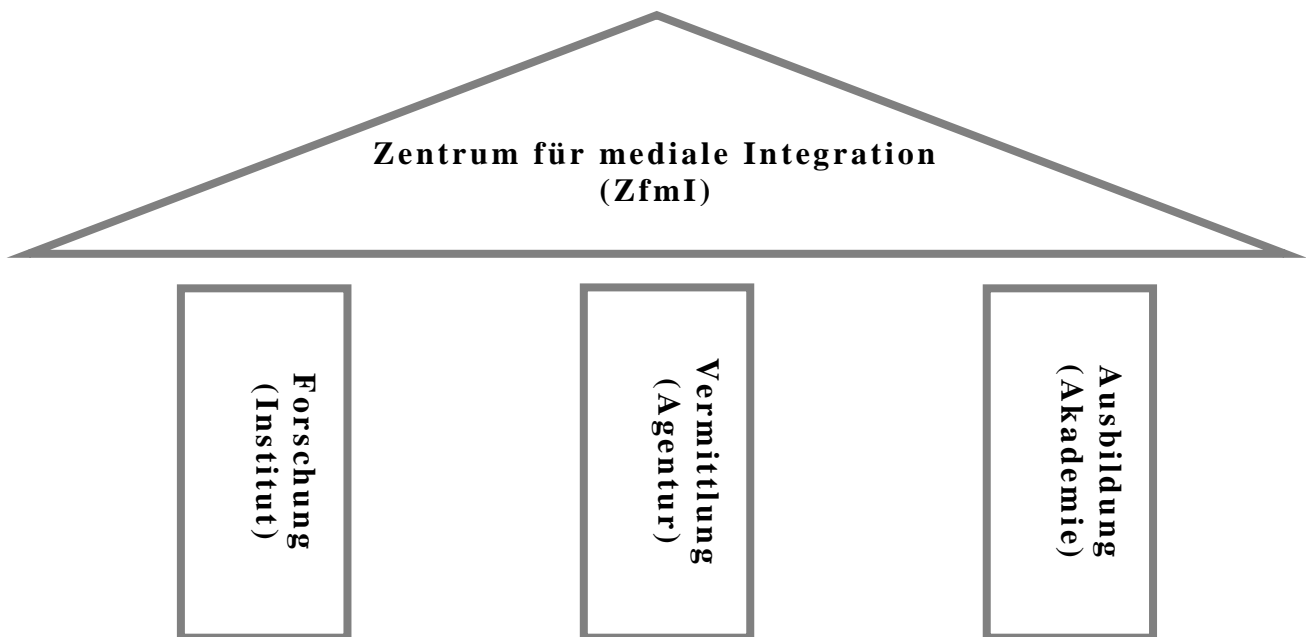 Zentrum für mediale Integration
(ZfmI)
Forschung
(Institut)
Vermittlung
(Agentur)
Ausbildung
(Akademie)